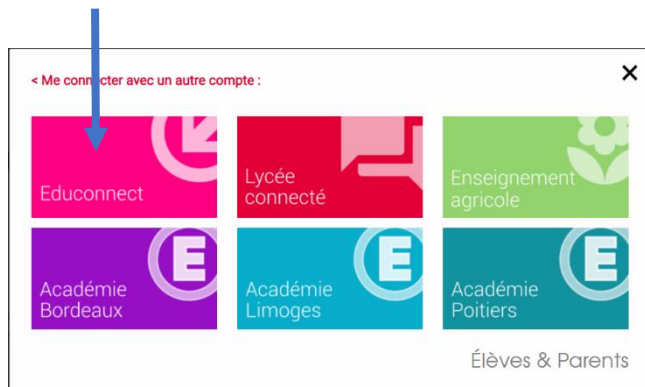 < Me connecter avec un autre compte :
×
Educonnect
Lycée
connecté
Enseignement
agricole
E
Académie
Bordeaux
E
Académie
Limoges
E
Académie
Poitiers
Élèves & Parents